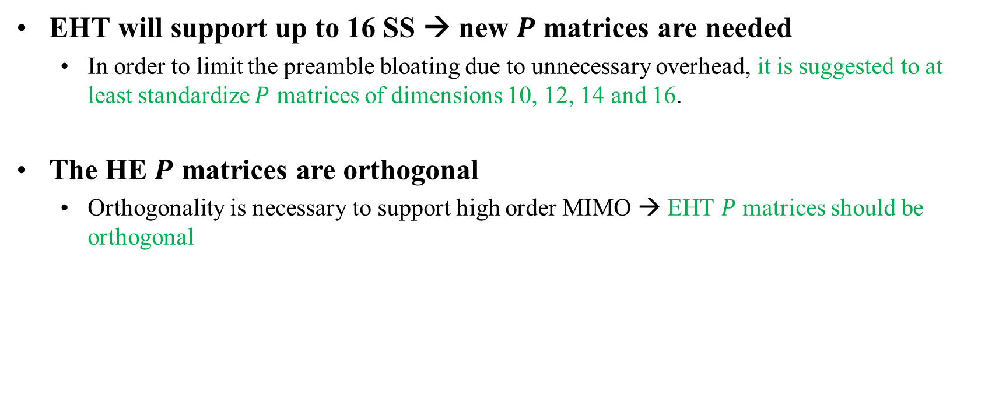 • EHT will support up to 16 SS → new P matrices are needed
• In order to limit the preamble bloating due to unnecessary overhead, it is suggested to at
least standardize P matrices of dimensions 10, 12, 14 and 16.
• The HE P matrices are orthogonal
• Orthogonality is necessary to support high order MIMO → EHT P matrices should be
orthogonal